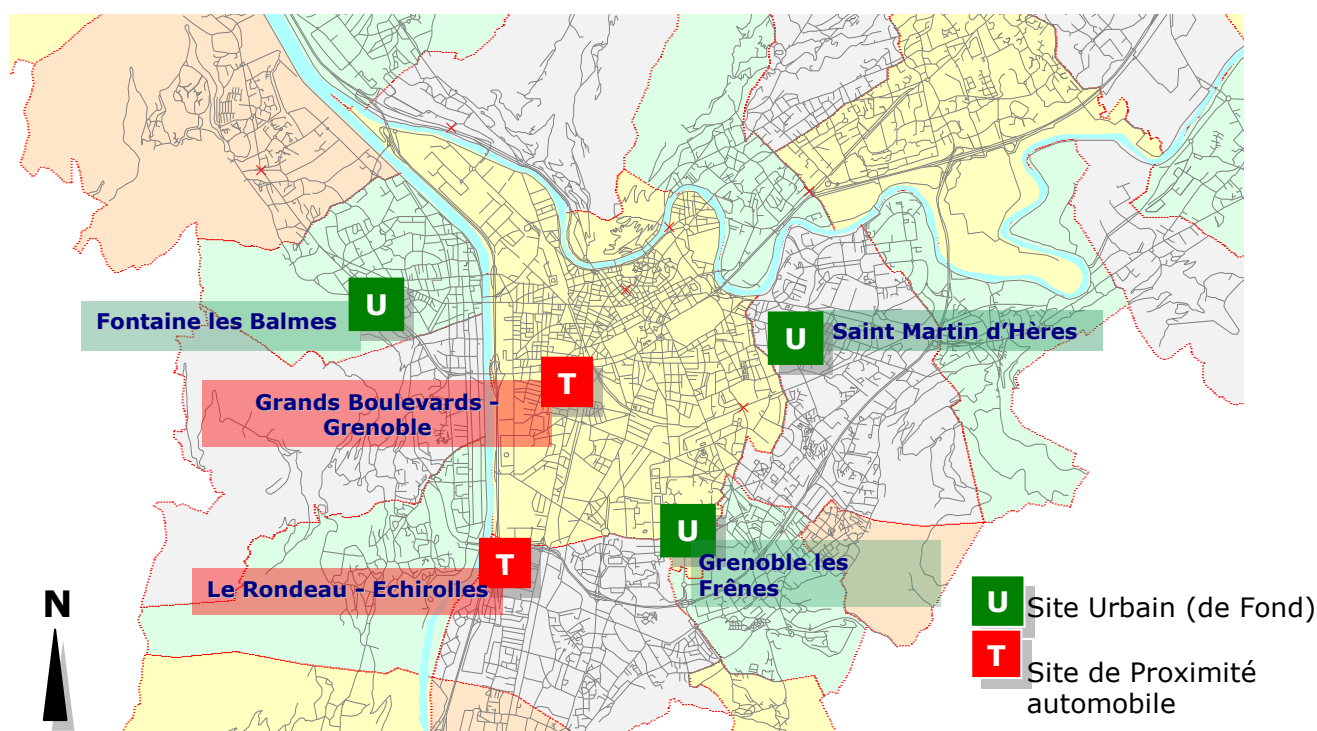 U
Fontaine les Balmes
U
Saint Martin d'Hères
T
Grands Boulevards -
Grenoble
U
Grenoble les
Frênes
T
Le Rondeau - Echirolles
N
U
Site Urbain (de Fond)
T
Site de Proximité
automobile